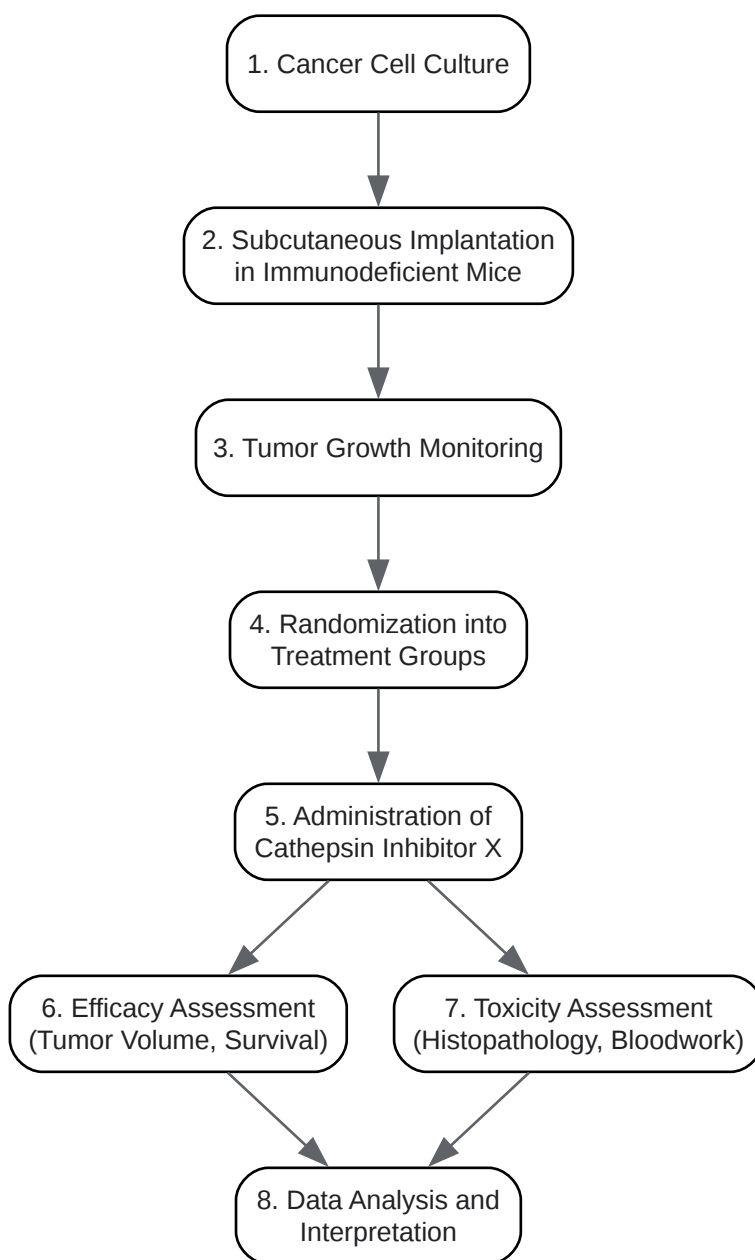 1. Cancer Cell Culture
2. Subcutaneous Implantation
in Immunodeficient Mice
3. Tumor Growth Monitoring
4. Randomization into
Treatment Groups
5. Administration of
Cathepsin Inhibitor X
6. Efficacy Assessment
(Tumor Volume, Survival)
7. Toxicity Assessment
(Histopathology, Bloodwork)
8. Data Analysis and
Interpretation